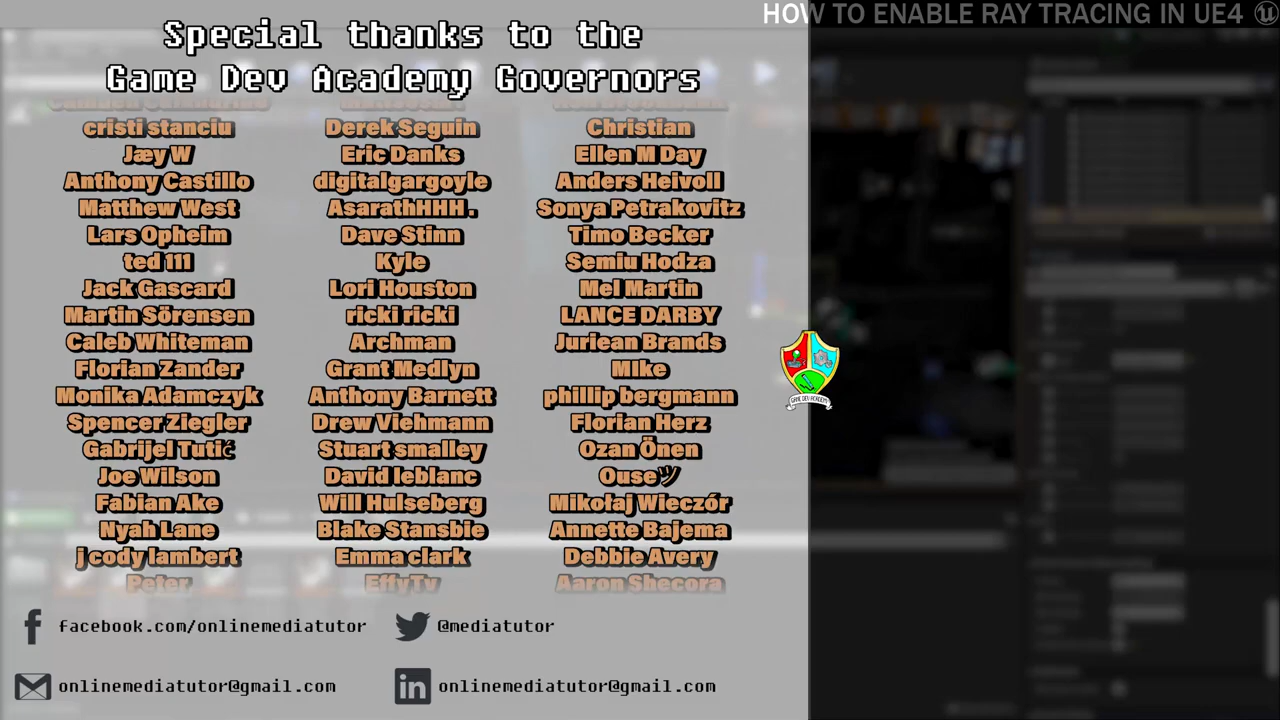 HOW TO ENABLE RAY TRACING IN UE4
Special thanks to the
Game Dev Academy Governors
cristi stanciu Derek Seguin Christian
Jæy W Eric Danks Ellen M Day
Anthony Castillo digitalgargoyle Anders Heivoll
Matthew West AsarathHHH . Sonya Petrakovitz
Lars Opheim Dave Stinn Timo Becker
ted 111 Kyle Semiu Hodza
Jack Gascard Lori Houston Mel Martin
Martin Sörensen ricki ricki LANCE DARBY
Caleb Whiteman Archman Juriean Brands
Florian Zander Grant Medlyn MIke
Monika Adamczyk Anthony Barnett phillip bergmann
Spencer Ziegler Drew Viehmann Florian Herz
Gabrijel Tutić Stuart smalley Ozan Önen
Joe Wilson David leblanc Ouseツ
Fabian Ake Will Hulseberg Mikołaj Wieczór
Nyah Lane Blake Stansbie Annette Bajema
j cody lambert Emma clark Debbie Avery
Peter EffyTv Aaron Shecora
facebook.com/onlinemediatutor @mediatutor
onlinemediatutor@gmail.com onlinemediatutor@gmail.com
GAME DEV ACADEMY